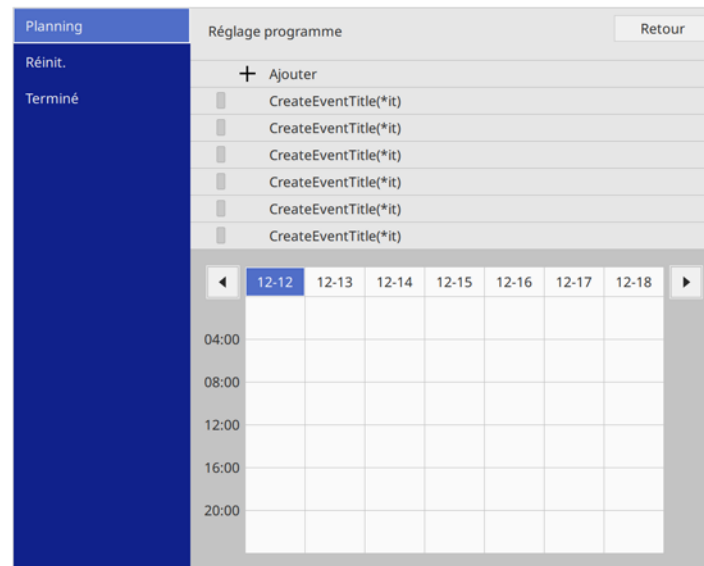 Planning
Réinit.
Terminé
Réglage programme
Retour
+ Ajouter
CreateEventTitle(*it)
CreateEventTitle(*it)
CreateEventTitle(*it)
CreateEventTitle(*it)
CreateEventTitle(*it)
CreateEventTitle(*it)
12-12 12-13 12-14 12-15 12-16 12-17 12-18
04:00
08:00
12:00
16:00
20:00